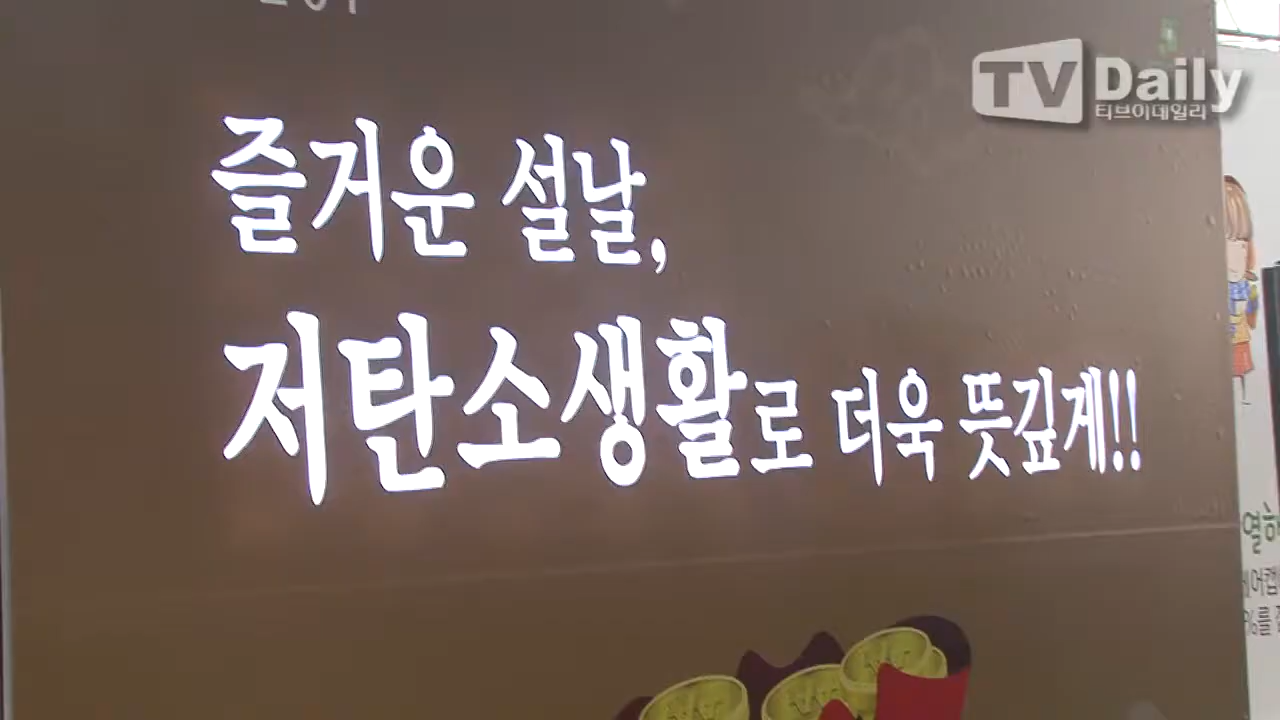 TV Daily
티브이데일리
즐거운 설날,
저탄소생활로 더욱 뜻깊게!!
열